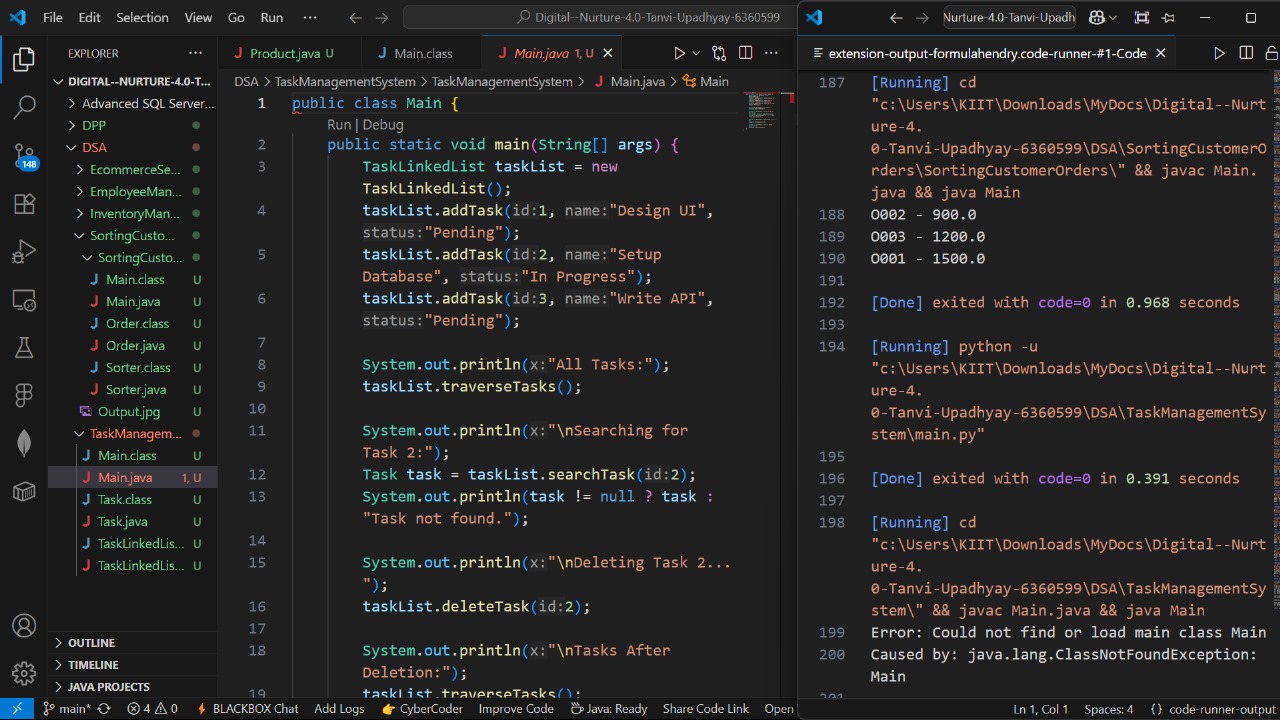 File Edit Selection View Go Run ··· Digital--Nurture-4.0-Tanvi-Upadhyay-6360599
EXPLORER ···
DIGITAL--NURTURE-4.0-T...
Advanced SQL Server...
DPP
DSA
EcommerceSe...
EmployeeMan...
InventoryMan...
SortingCusto...
SortingCusto...
Main.class U
Main.java U
Order.class U
Order.java U
Sorter.class U
Sorter.java U
Output.jpg U
TaskManagem...
Main.class U
Main.java 1, U
Task.class U
Task.java U
TaskLinkedLis... U
TaskLinkedLis... U
OUTLINE
TIMELINE
JAVA PROJECTS
148
Product.java U Main.class Main.java 1, U
DSA > TaskManagementSystem > TaskManagementSystem > Main.java > Main
1 public class Main {
Run | Debug
2 public static void main(String[] args) {
3 TaskLinkedList taskList = new
TaskLinkedList();
4 taskList.addTask(id:1, name:"Design UI",
status:"Pending");
5 taskList.addTask(id:2, name:"Setup
Database", status:"In Progress");
6 taskList.addTask(id:3, name:"Write API",
status:"Pending");
7
8 System.out.println(x:"All Tasks:");
9 taskList.traverseTasks();
10
11 System.out.println(x:"\nSearching for
Task 2:");
12 Task task = taskList.searchTask(id:2);
13 System.out.println(task != null ? task :
"Task not found.");
14
15 System.out.println(x:"\nDeleting Task 2...
");
16 taskList.deleteTask(id:2);
17
18 System.out.println(x:"\nTasks After
Deletion:");
19 taskList.traverseTasks();
Nurture-4.0-Tanvi-Upadh
extension-output-formulahendry.code-runner-#1-Code
187 [Running] cd
"c:\Users\KIIT\Downloads\MyDocs\Digital--Nurt
ure-4.
0-Tanvi-Upadhyay-6360599\DSA\SortingCustomerO
rders\SortingCustomerOrders\" && javac Main.
java && java Main
188 O002 - 900.0
189 O003 - 1200.0
190 O001 - 1500.0
191
192 [Done] exited with code=0 in 0.968 seconds
193
194 [Running] python -u
"c:\Users\KIIT\Downloads\MyDocs\Digital--Nurt
ure-4.
0-Tanvi-Upadhyay-6360599\DSA\TaskManagementSy
stem\main.py"
195
196 [Done] exited with code=0 in 0.391 seconds
197
198 [Running] cd
"c:\Users\KIIT\Downloads\MyDocs\Digital--Nurt
ure-4.
0-Tanvi-Upadhyay-6360599\DSA\TaskManagementSy
stem\" && javac Main.java && java Main
199 Error: Could not find or load main class Main
200 Caused by: java.lang.ClassNotFoundException:
Main
201
main* 4 0 BLACKBOX Chat Add Logs CyberCoder Improve Code Java: Ready Share Code Link Open
Ln 1, Col 1 Spaces: 4 {} code-runner-output